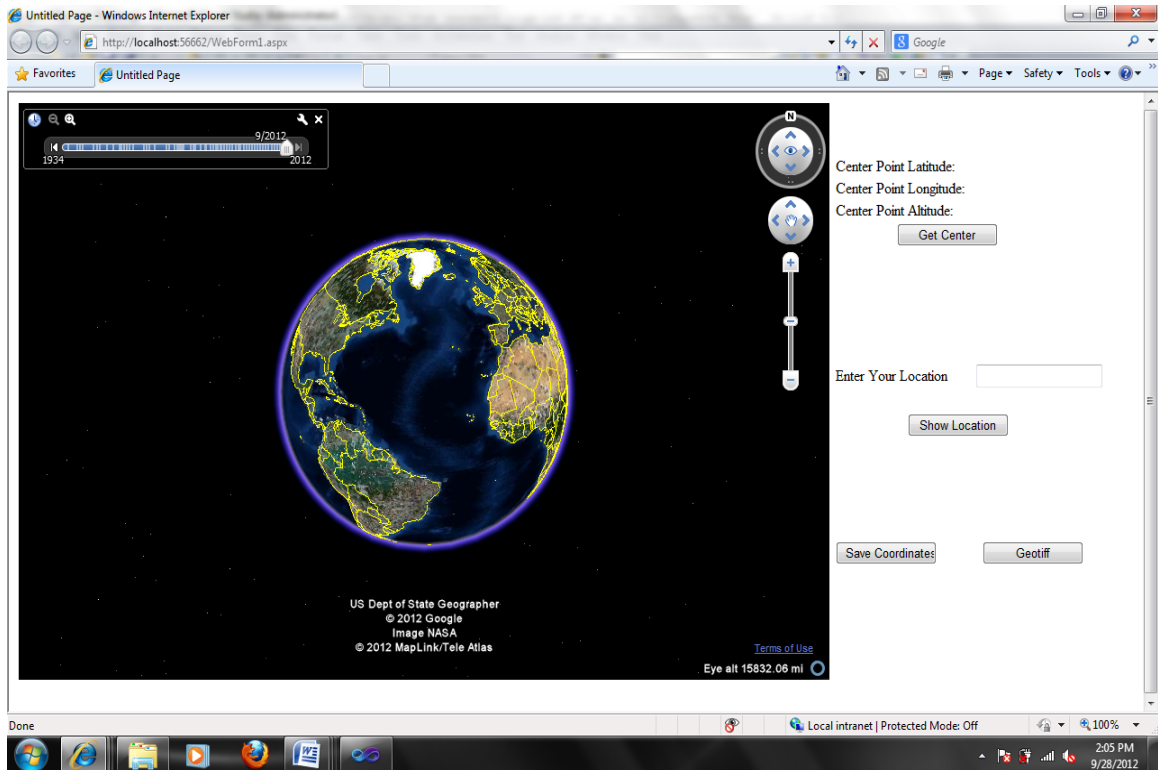 Untitled Page - Windows Internet Explorer
http://localhost:56662/WebForm1.aspx
Google
Favorites
Untitled Page
Page
Safety
Tools
9/2012
1934
2012
N
Center Point Latitude:
Center Point Longitude:
Center Point Altitude:
Get Center
Enter Your Location
Show Location
Save Coordinates
Geotiff
US Dept of State Geographer
© 2012 Google
Image NASA
© 2012 MapLink/Tele Atlas
Terms of Use
Eye alt 15832.06 mi
Done
Local intranet | Protected Mode: Off
100%
2:05 PM
9/28/2012